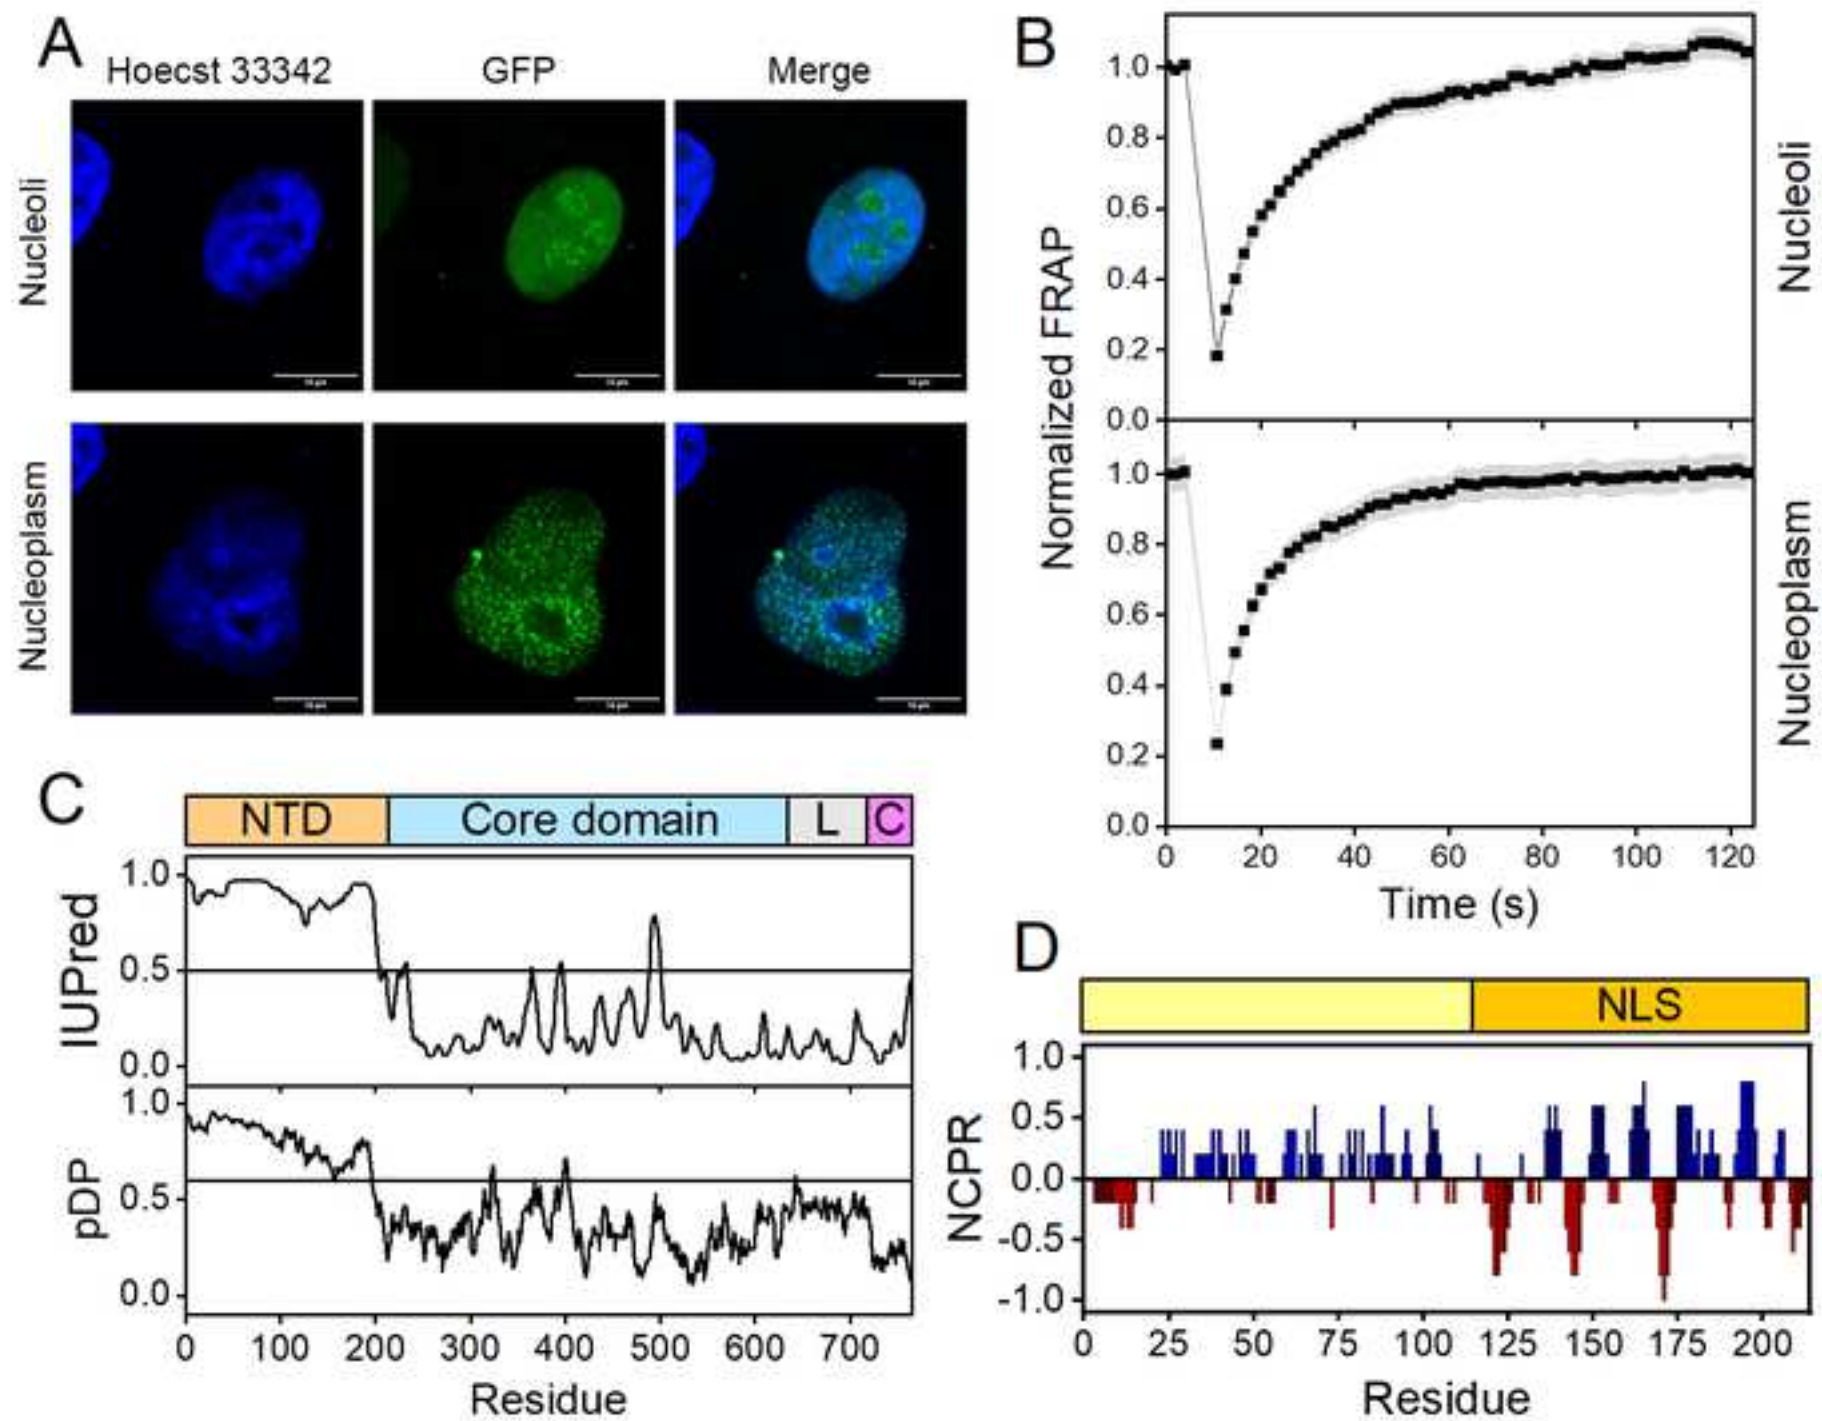 A
Hoecst 33342
GFP
Merge
Nucleoli
Nucleoplasm
B
Normalized FRAP
1.0
0.8
0.6
0.4
0.2
0.0
Nucleoli
1.0
0.8
0.6
0.4
0.2
0.0
Nucleoplasm
0 20 40 60 80 100 120
Time (s)
C
NTD Core domain L C
IUPred
1.0
0.5
0.0
pDP
1.0
0.5
0.0
0 100 200 300 400 500 600 700
Residue
D
NLS
NCPR
1.0
0.5
0.0
-0.5
-1.0
0 25 50 75 100 125 150 175 200
Residue